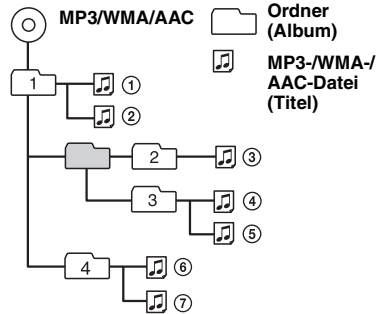 MP3/WMA/AAC
Ordner
(Album)
MP3-/WMA-/
AAC-Datei
(Titel)
1
①
②
2
③
3
④
⑤
4
⑥
⑦